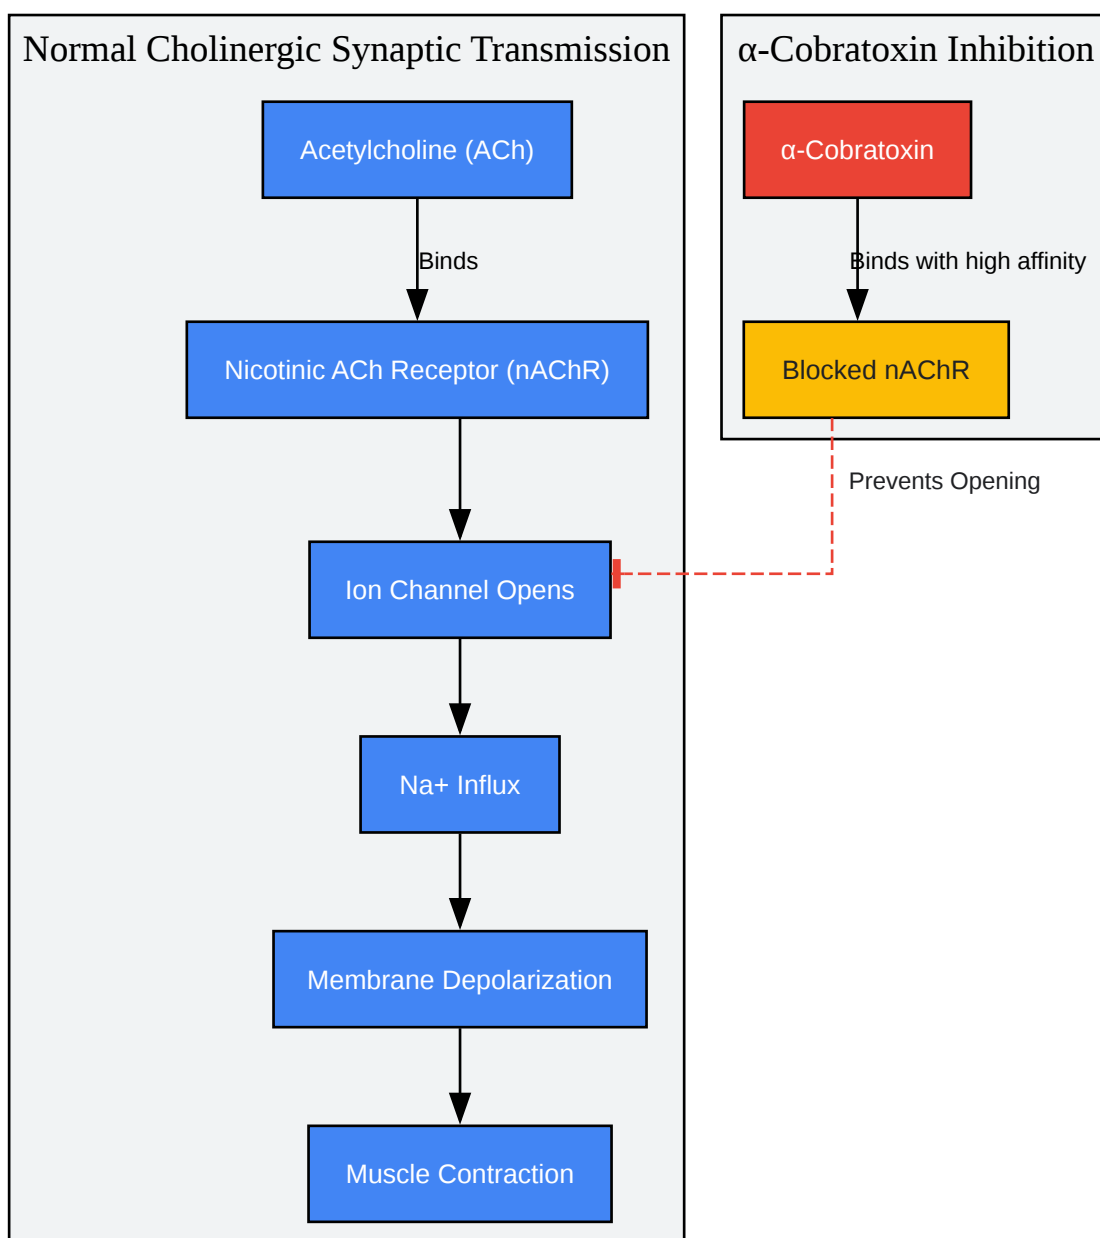 Normal Cholinergic Synaptic Transmission
Acetylcholine (ACh)
Binds
Nicotinic ACh Receptor (nAChR)
Ion Channel Opens
Na+ Influx
Membrane Depolarization
Muscle Contraction
α-Cobratoxin Inhibition
α-Cobratoxin
Binds with high affinity
Blocked nAChR
Prevents Opening